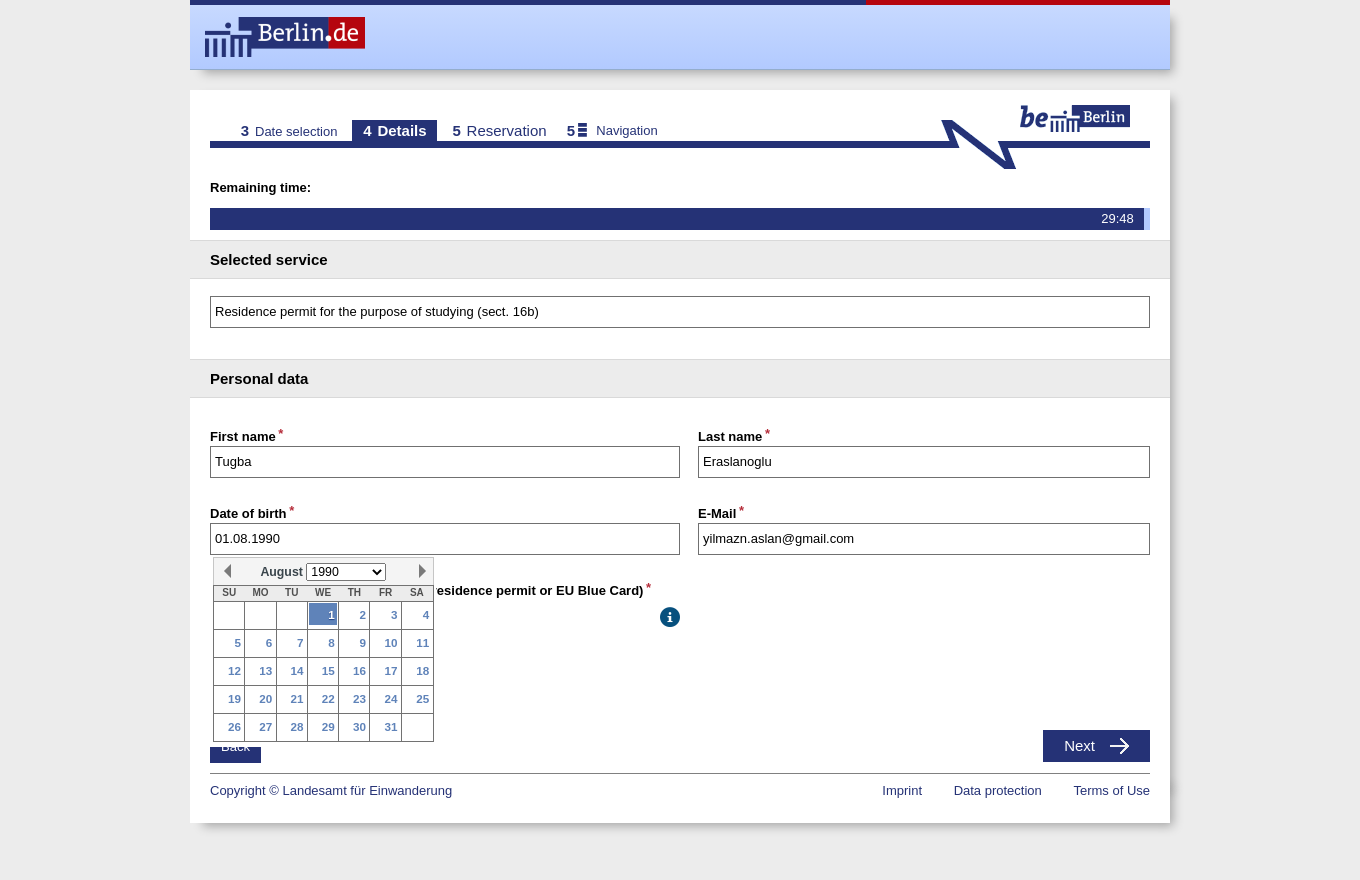 Berlin.de
be Berlin
3 Date selection 4 Details 5 Reservation 5 Navigation
Remaining time:
29:48
Selected service
Residence permit for the purpose of studying (sect. 16b)
Personal data
First name * Last name *
Tugba Eraslanoglu
Date of birth * E-Mail *
01.08.1990 yilmazn.aslan@gmail.com
August 1990
residence permit or EU Blue Card) *
SU MO TU WE TH FR SA
1 2 3 4
5 6 7 8 9 10 11
12 13 14 15 16 17 18
19 20 21 22 23 24 25
26 27 28 29 30 31
Back Next
Copyright © Landesamt für Einwanderung Imprint Data protection Terms of Use